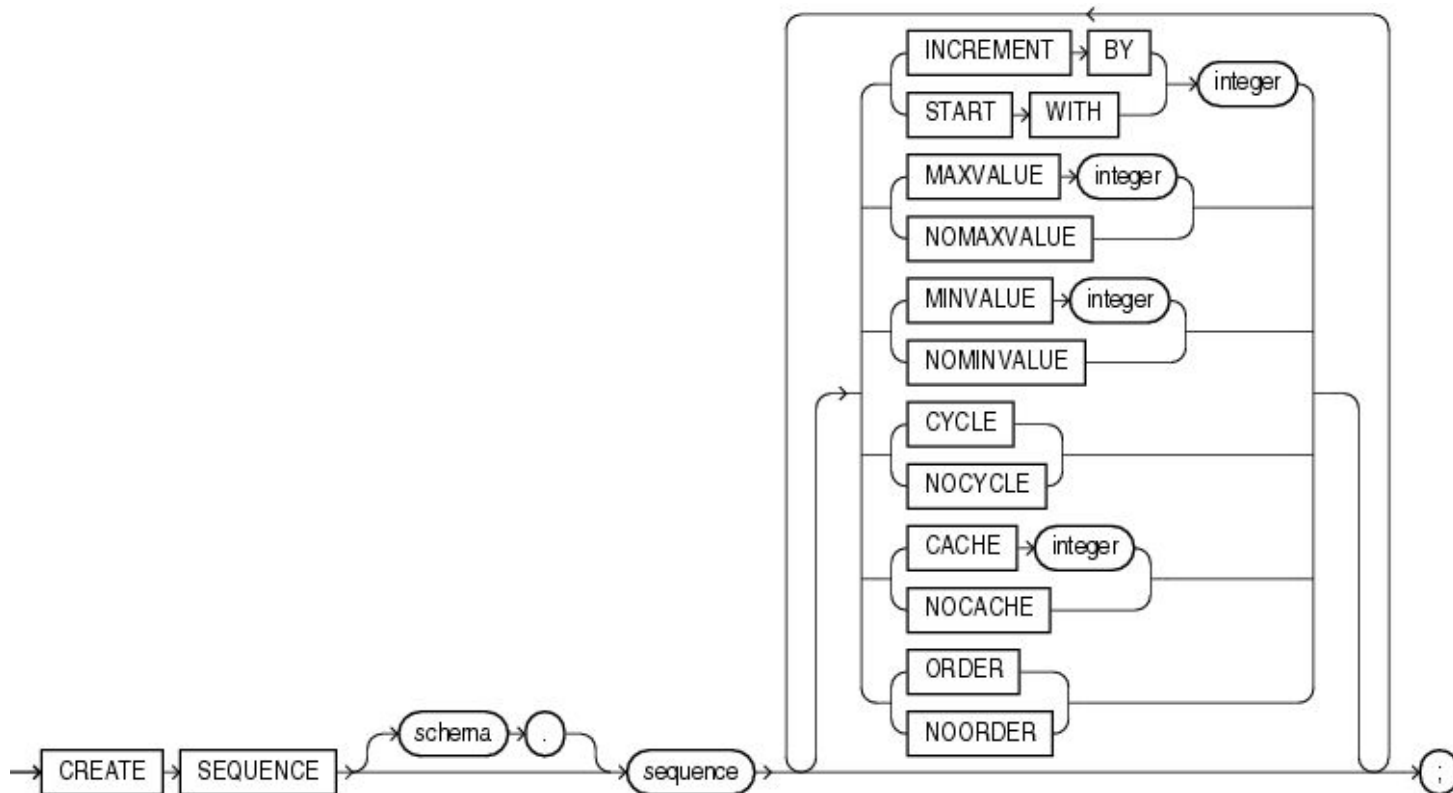 INCREMENT BY
integer
START WITH
MAXVALUE integer
NOMAXVALUE
MINVALUE integer
NOMINVALUE
CYCLE
NOCYCLE
CACHE integer
NOCACHE
ORDER
NOORDER
schema .
CREATE SEQUENCE sequence ;